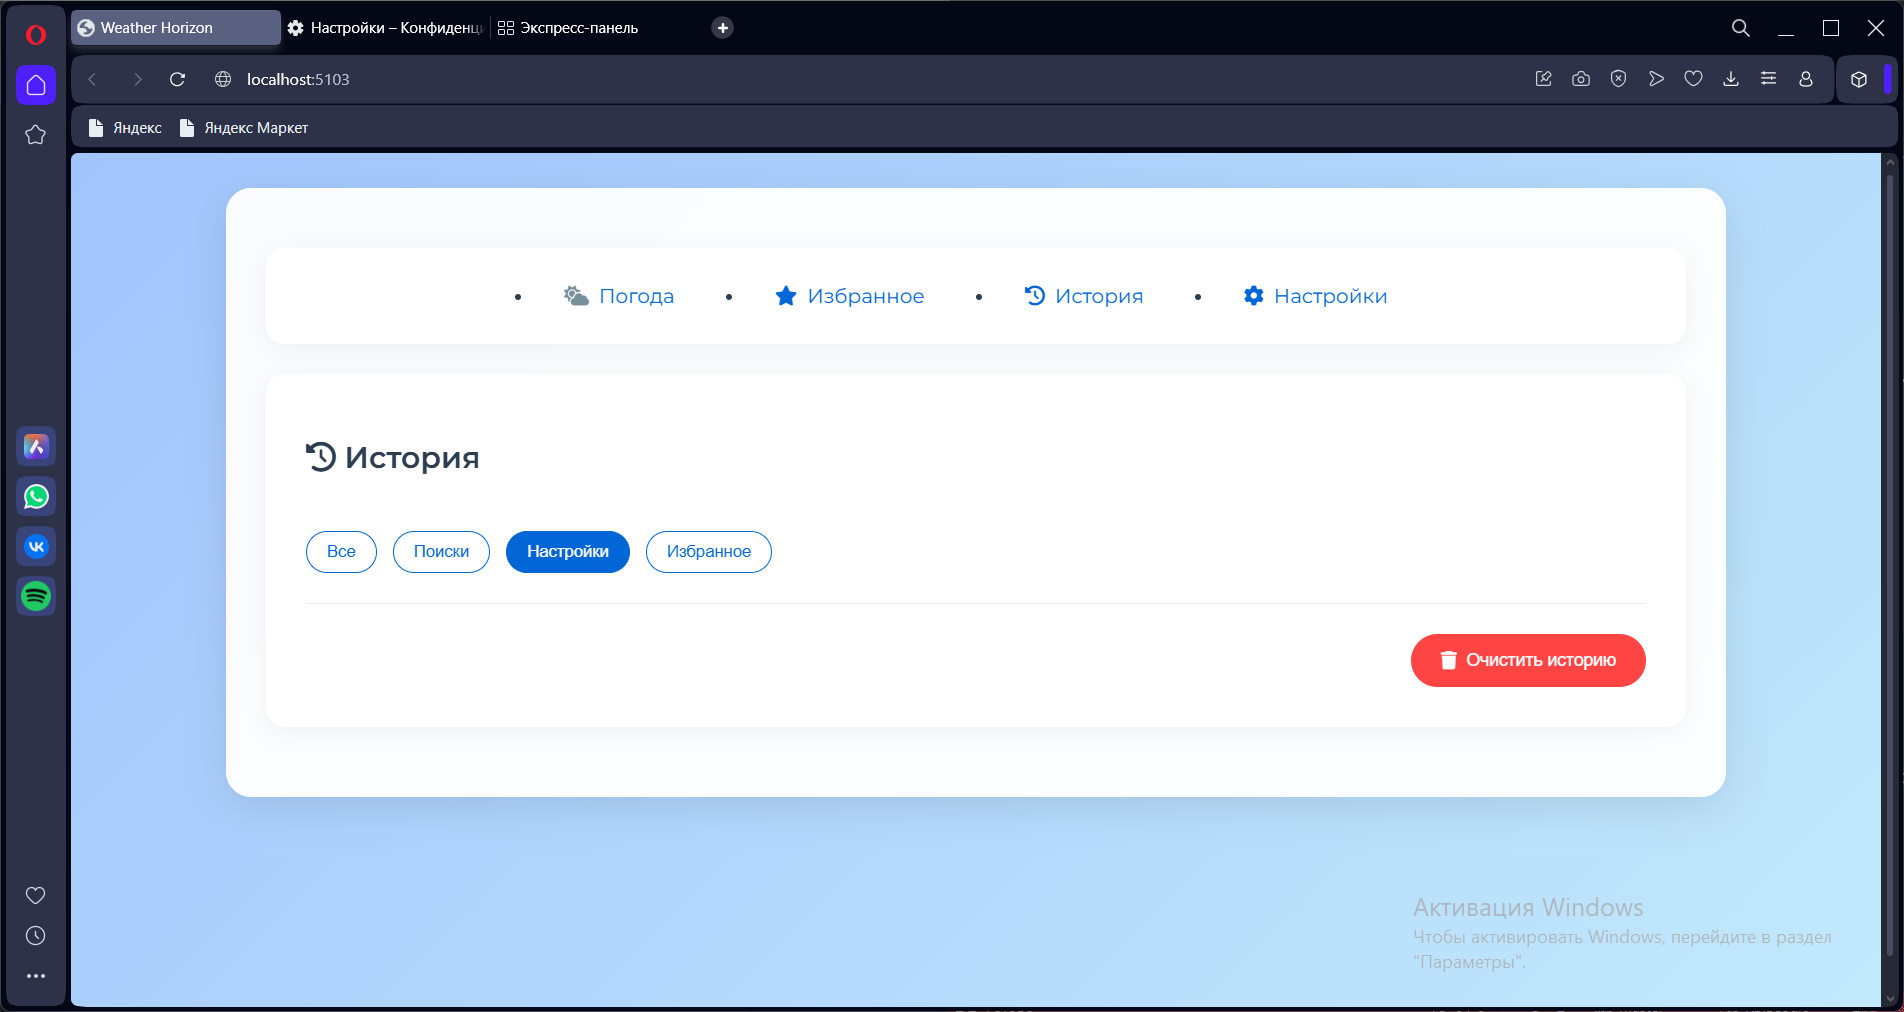 Weather Horizon
Настройки – Конфиденци
Экспресс-панель
localhost:5103
Яндекс
Яндекс Маркет
Погода
Избранное
История
Настройки
История
Все
Поиски
Настройки
Избранное
Очистить историю
Активация Windows
Чтобы активировать Windows, перейдите в раздел
"Параметры".